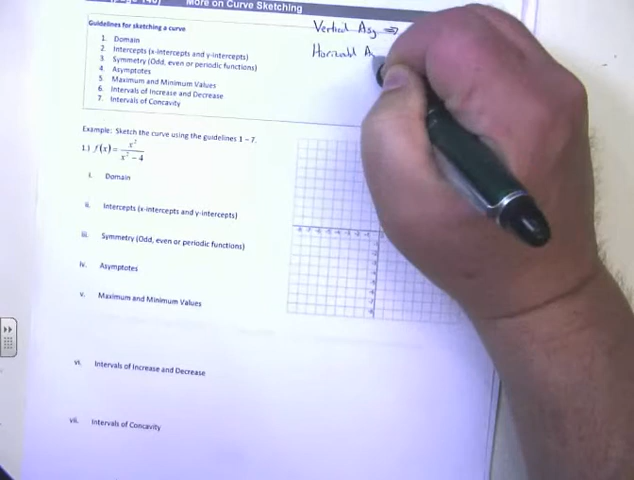 More on Curve Sketching
Guidelines for sketching a curve
1. Domain
2. Intercepts (x-intercepts and y-intercepts)
3. Symmetry (Odd, even or periodic functions)
4. Asymptotes
5. Maximum and Minimum Values
6. Intervals of Increase and Decrease
7. Intervals of Concavity
Vertical Asy ⇒
Horizontal A
Example: Sketch the curve using the guidelines 1 – 7.
1.) f(x) = x² / x² − 4
i. Domain
ii. Intercepts (x-intercepts and y-intercepts)
iii. Symmetry (Odd, even or periodic functions)
iv. Asymptotes
v. Maximum and Minimum Values
vi. Intervals of Increase and Decrease
vii. Intervals of Concavity